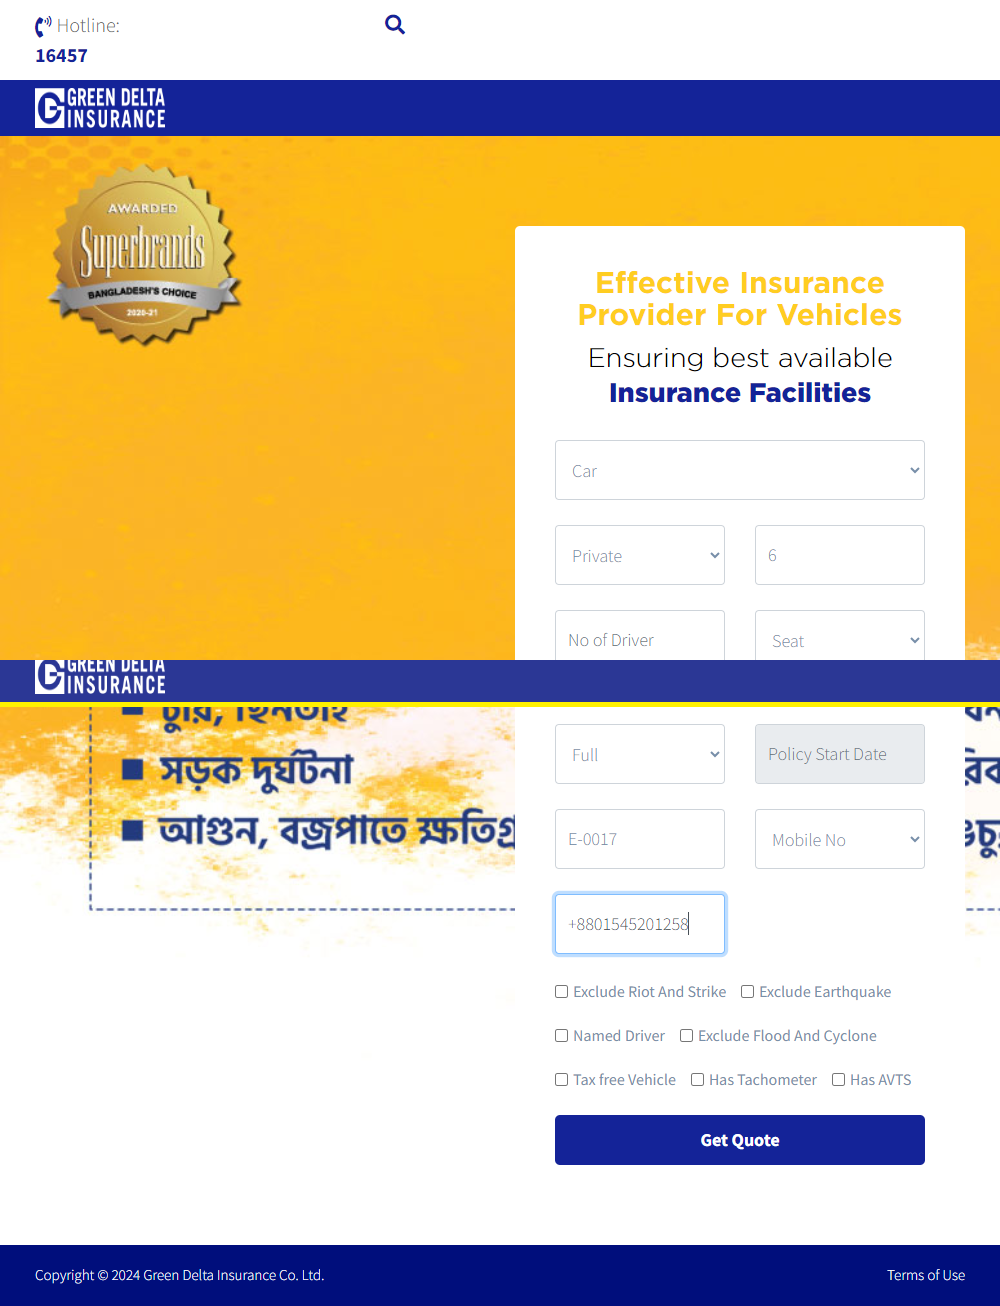 Hotline:
16457
GREEN DELTA
INSURANCE
AWARDED
Superbrands
BANGLADESH'S CHOICE
2020-21
Effective Insurance
Provider For Vehicles
Ensuring best available
Insurance Facilities
Car
Private
6
No of Driver
Seat
GREEN DELTA
INSURANCE
চুরি, ছিনতাই
Full
Policy Start Date
সড়ক দুর্ঘটনা
E-0017
Mobile No
আগুন, বজ্রপাতে
+8801545201258
Exclude Riot And Strike
Exclude Earthquake
Named Driver
Exclude Flood And Cyclone
Tax free Vehicle
Has Tachometer
Has AVTS
Get Quote
Copyright © 2024 Green Delta Insurance Co. Ltd.
Terms of Use